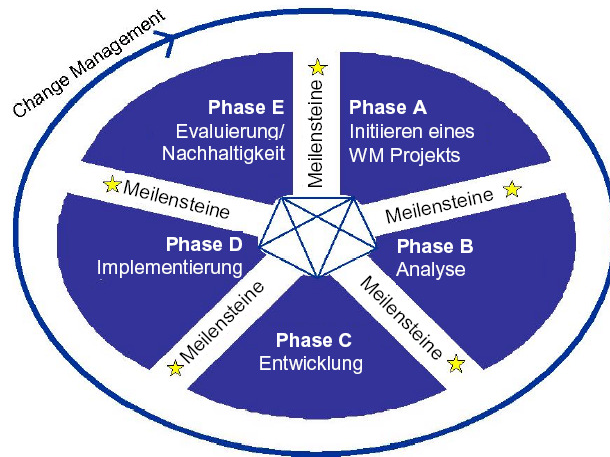 Change Management
Phase A
Initiieren eines
WM Projekts
Meilensteine
Phase B
Analyse
Meilensteine
Phase C
Entwicklung
Meilensteine
Phase D
Implementierung
Meilensteine
Phase E
Evaluierung/
Nachhaltigkeit
Meilensteine